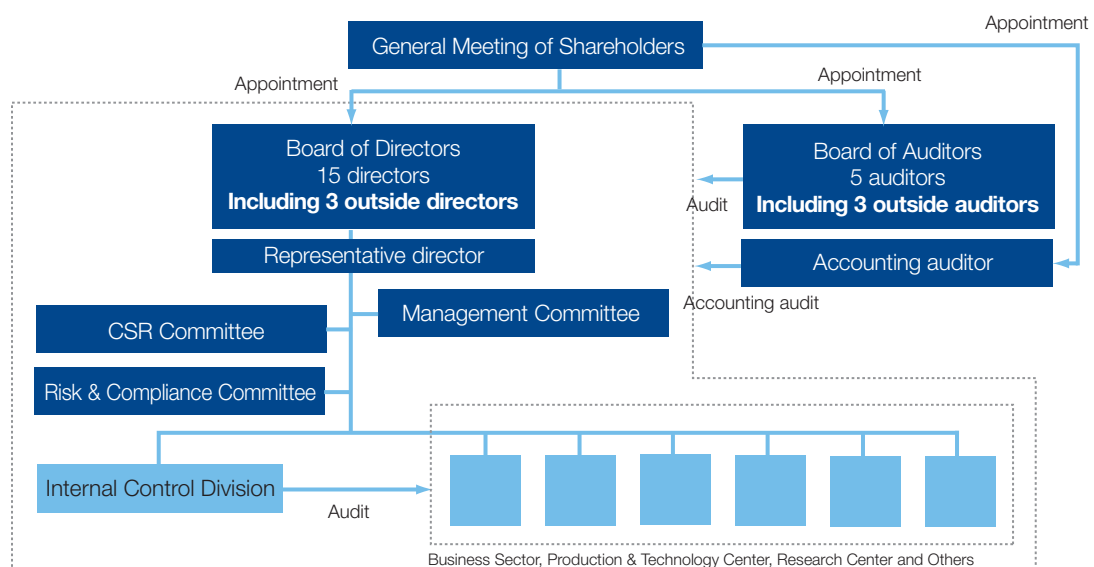 Appointment
General Meeting of Shareholders
Appointment
Appointment
Board of Directors
15 directors
Including 3 outside directors
Board of Auditors
5 auditors
Including 3 outside auditors
Audit
Representative director
Accounting auditor
Accounting audit
Management Committee
CSR Committee
Risk & Compliance Committee
Internal Control Division
Audit
Business Sector, Production & Technology Center, Research Center and Others